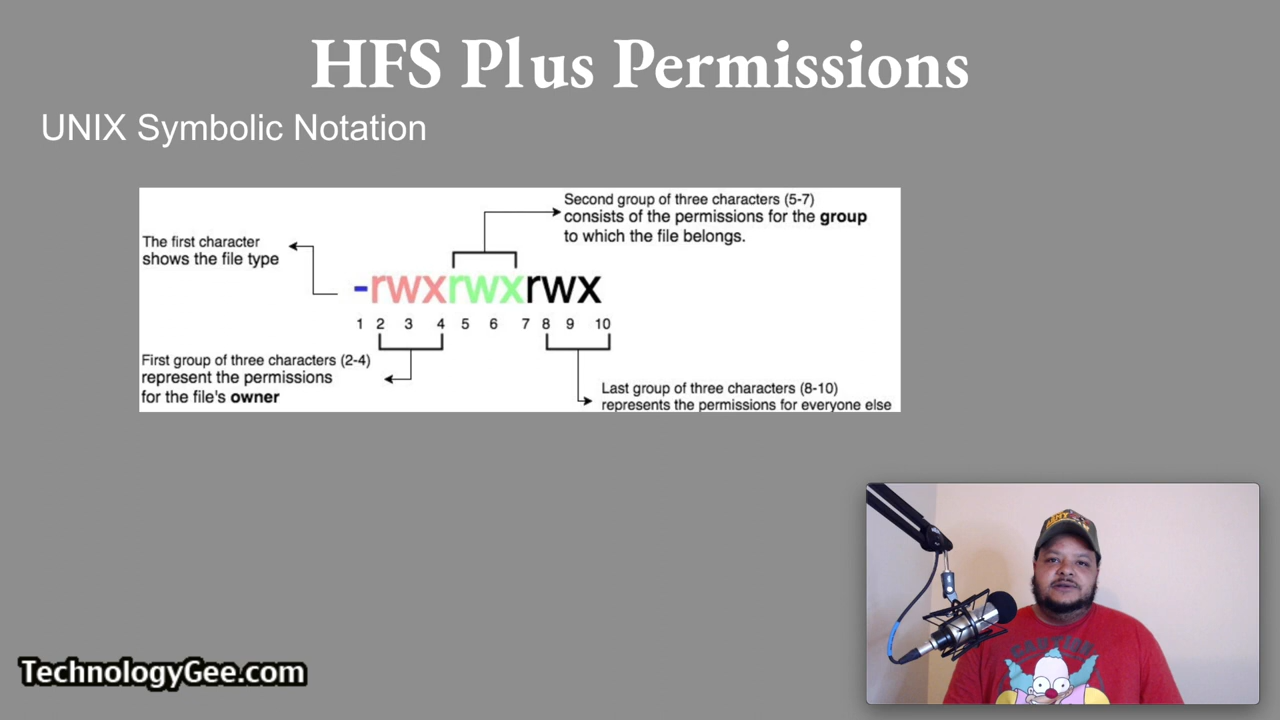 HFS Plus Permissions
UNIX Symbolic Notation
Second group of three characters (5-7)
consists of the permissions for the group
to which the file belongs.
The first character
shows the file type
-rwxrwxrwx
1 2 3 4 5 6 7 8 9 10
First group of three characters (2-4)
represent the permissions
for the file's owner
Last group of three characters (8-10)
represents the permissions for everyone else
ARMY
CAPTION
TechnologyGee.com